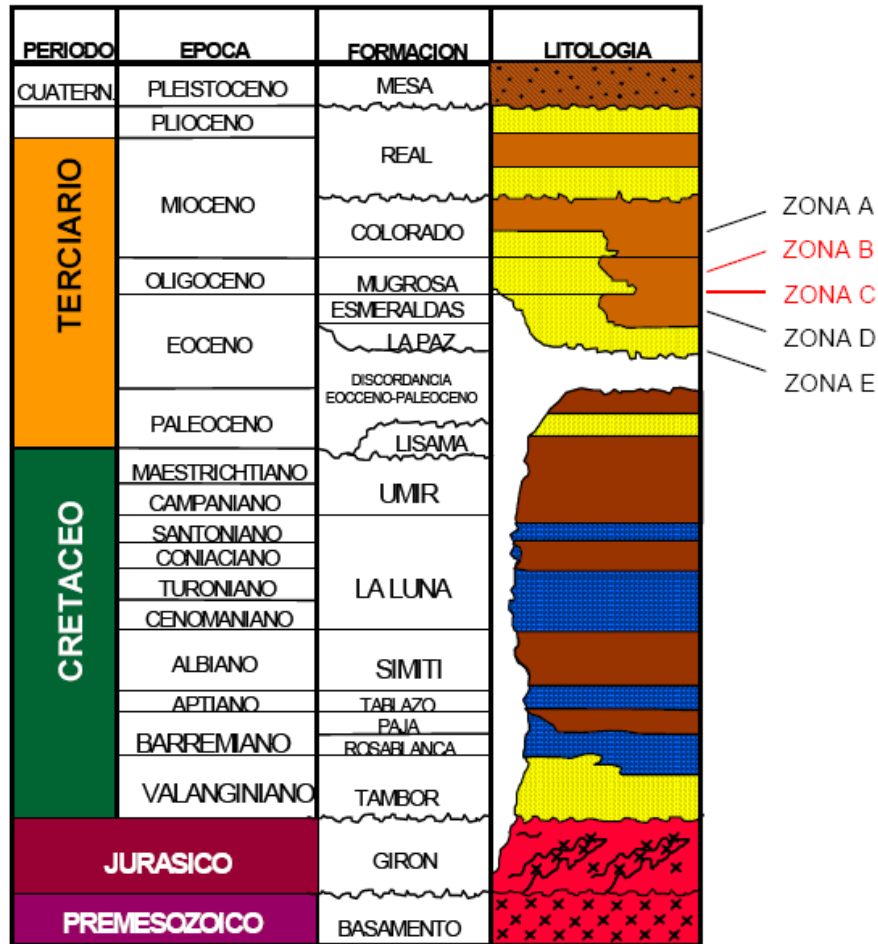 PERIODO EPOCA FORMACION LITOLOGIA
CUATERN. PLEISTOCENO MESA
PLIOCENO
REAL
TERCIARIO
MIOCENO
ZONA A
COLORADO
ZONA B
OLIGOCENO MUGROSA
ZONA C
ESMERALDAS
ZONA D
EOCENO LA PAZ
ZONA E
DISCORDANCIA
EOCCENO-PALEOCENO
PALEOCENO
LISAMA
CRETACEO
MAESTRICHTIANO
UMIR
CAMPANIANO
SANTONIANO
CONIACIANO
TURONIANO LA LUNA
CENOMANIANO
ALBIANO SIMITI
APTIANO TABLAZO
PAJA
BARREMIANO ROSABLANCA
VALANGINIANO TAMBOR
JURASICO GIRON
PREMESOZOICO BASAMENTO